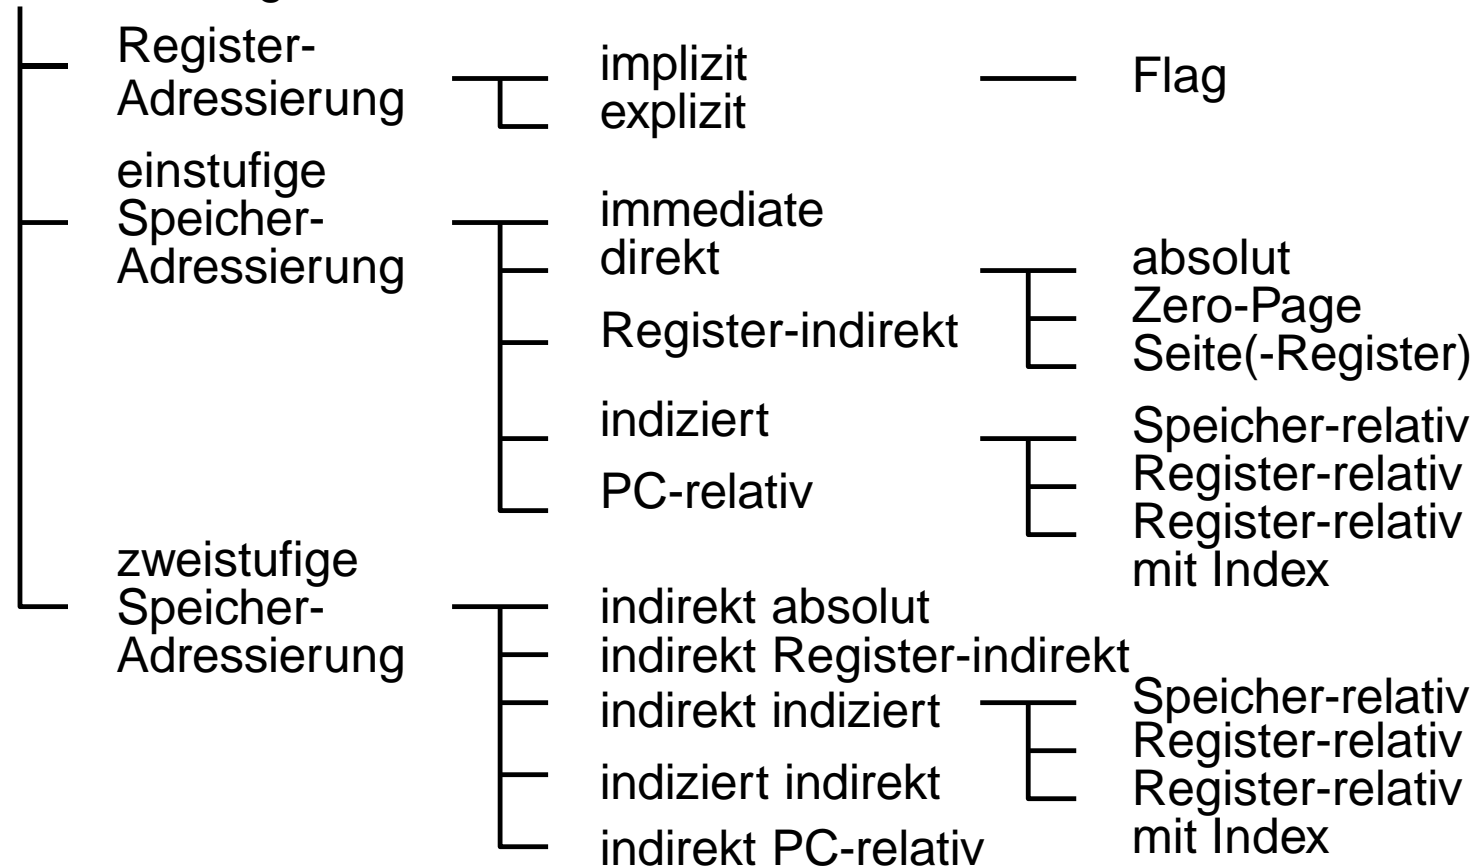 Register-
Adressierung
implizit
explizit
Flag
einstufige
Speicher-
Adressierung
immediate
direkt
absolut
Zero-Page
Seite(-Register)
Register-indirekt
indiziert
Speicher-relativ
Register-relativ
Register-relativ
mit Index
PC-relativ
zweistufige
Speicher-
Adressierung
indirekt absolut
indirekt Register-indirekt
indirekt indiziert
Speicher-relativ
Register-relativ
Register-relativ
mit Index
indiziert indirekt
indirekt PC-relativ